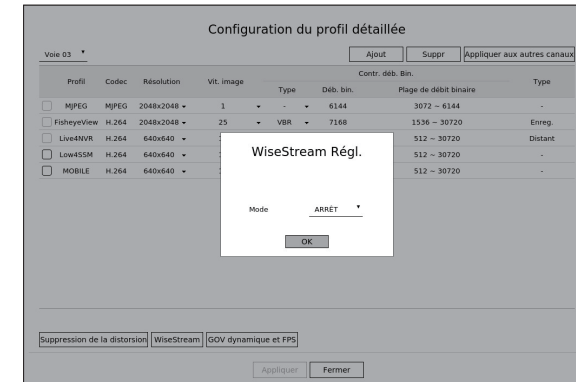 Configuration du profil détaillée
Voie 03
Ajout Suppr Appliquer aux autres canaux
Profil Codec Résolution Vit. image Contr. déb. Bin. Type
Type Déb. bin. Plage de débit binaire
MJPEG MJPEG 2048x2048 1 - 6144 3072 ~ 6144 -
FisheyeView H.264 2048x2048 25 VBR 7168 1536 ~ 30720 Enreg.
Live4NVR H.264 640x640 512 ~ 30720 Distant
Low4SSM H.264 640x640 512 ~ 30720 -
MOBILE H.264 640x640 512 ~ 30720 -
WiseStream Régl.
Mode ARRÊT
OK
Suppression de la distorsion WiseStream GOV dynamique et FPS
Appliquer Fermer